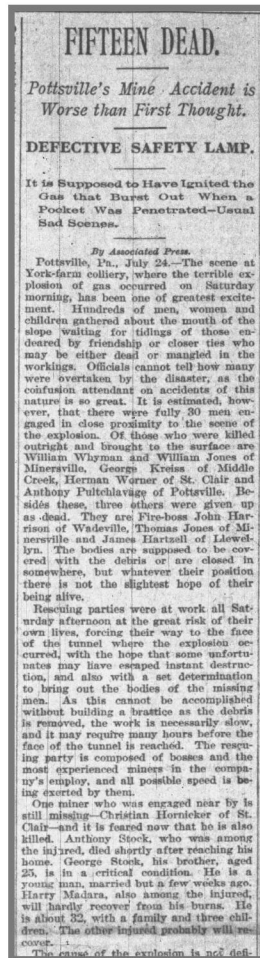 FIFTEEN DEAD.
Pottsville's Mine Accident is
Worse than First Thought.
DEFECTIVE SAFETY LAMP.
It is Supposed to Have Ignited the
Gas that Burst Out When a
Pocket Was Penetrated—Usual
Sad Scenes.
By Associated Press.
Pottsville, Pa., July 24.—The scene at
York-farm colliery, where the terrible ex-
plosion of gas occurred on Saturday
morning, has been one of greatest excite-
ment. Hundreds of men, women and
children gathered about the mouth of the
slope waiting for tidings of those en-
deared by friendship or closer ties who
may be either dead or mangled in the
workings. Officials cannot tell how many
were overtaken by the disaster, as the
confusion attendant on accidents of this
nature is so great. It is estimated, how-
ever, that there were fully 30 men en-
gaged in close proximity to the scene of
the explosion. Of those who were killed
outright and brought to the surface are
William Whyman and William Jones of
Minersville, George Kreiss of Middle
Creek, Herman Worner of St. Clair and
Anthony Pultchlavage of Pottsville. Be-
sides these, three others were given up
as dead. They are Fire-boss John Har-
rison of Wadeville, Thomas Jones of Mi-
nersville and James Hartzell of Llewel-
lyn. The bodies are supposed to be cov-
ered with the debris or are closed in
somewhere, but whatever their position
there is not the slightest hope of their
being alive.
Rescuing parties were at work all Sat-
urday afternoon at the great risk of their
own lives, forcing their way to the face
of the tunnel where the explosion oc-
curred, with the hope that some unfortu-
nates may have escaped instant destruc-
tion, and also with a set determination
to bring out the bodies of the missing
men. As this cannot be accomplished
without building a brattice as the debris
is removed, the work is necessarily slow,
and it may require many hours before the
face of the tunnel is reached. The rescu-
ing party is composed of bosses and the
most experienced miners in the compa-
ny's employ, and all possible speed is be-
ing exerted by them.
One miner who was engaged near by is
still missing—Christian Hornicker of St.
Clair—and it is feared now that he is also
killed. Anthony Stock, who was among
the injured, died shortly after reaching his
home. George Stock, his brother, aged
25, is in a critical condition. He is a
young man, married but a few weeks ago.
Harry Madara, also among the injured,
will hardly recover from his burns. He
is about 32, with a family and three chil-
dren. The other injured probably will re-
cover.
The cause of the explosion is not defi-